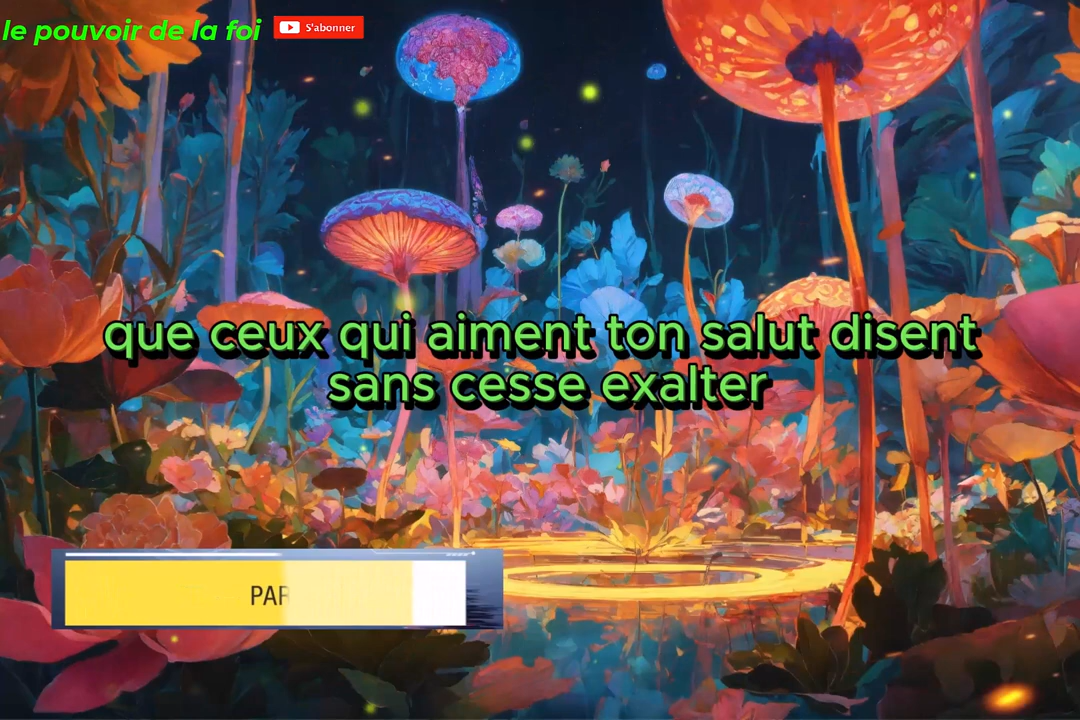 le pouvoir de la foi
S'abonner
que ceux qui aiment ton salut disent
sans cesse exalter
PAR